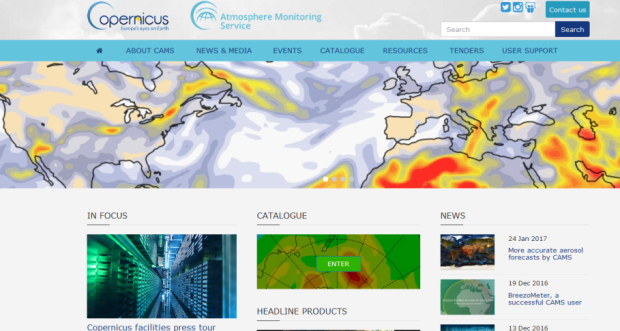 Copernicus
Europe's eyes on Earth
Atmosphere Monitoring
Service
Contact us
Search
Search
ABOUT CAMS
NEWS & MEDIA
EVENTS
CATALOGUE
RESOURCES
TENDERS
USER SUPPORT
IN FOCUS
Copernicus facilities press tour
CATALOGUE
ENTER
HEADLINE PRODUCTS
NEWS
24 Jan 2017
More accurate aerosol
forecasts by CAMS
19 Dec 2016
BreezoMeter, a
successful CAMS user
13 Dec 2016